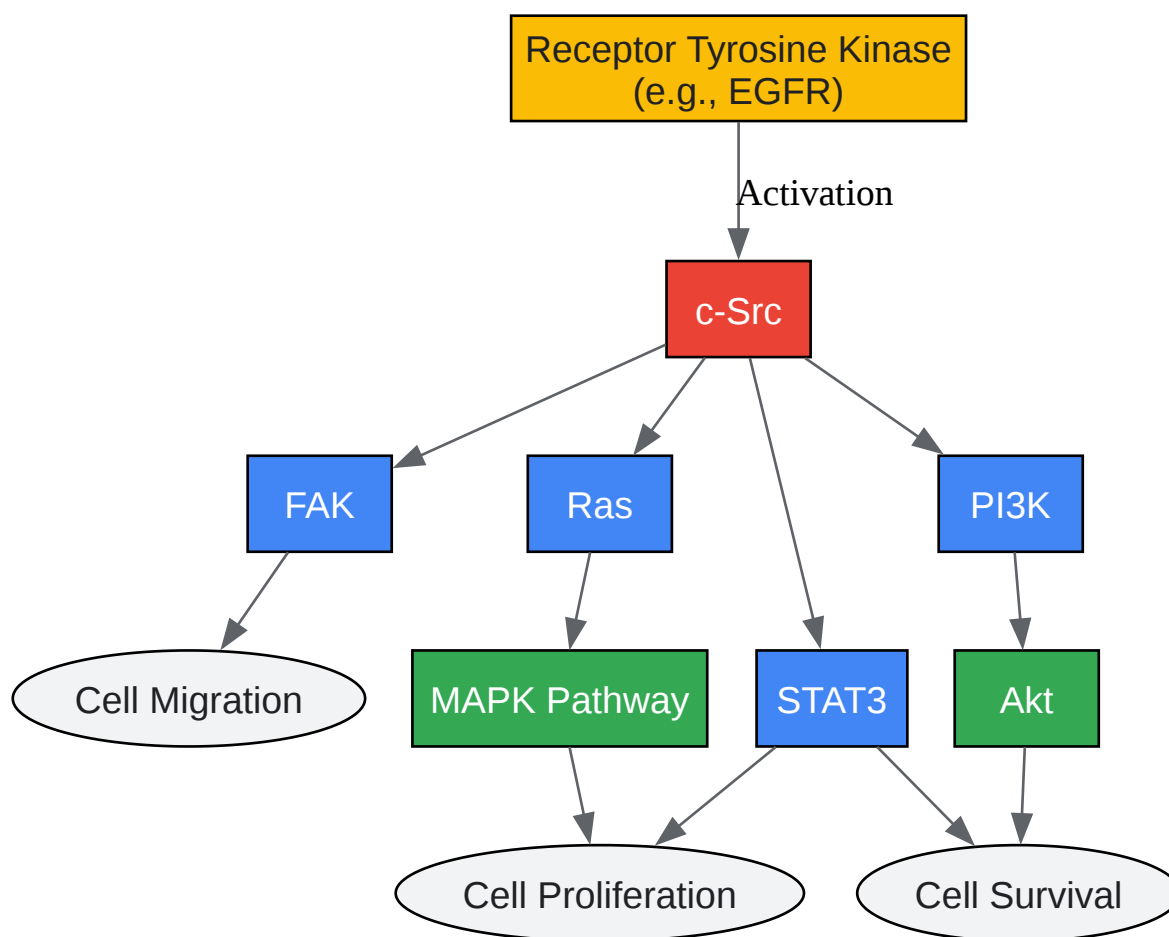 Receptor Tyrosine Kinase
(e.g., EGFR)
Activation
c-Src
FAK
Ras
PI3K
Cell Migration
MAPK Pathway
STAT3
Akt
Cell Proliferation
Cell Survival